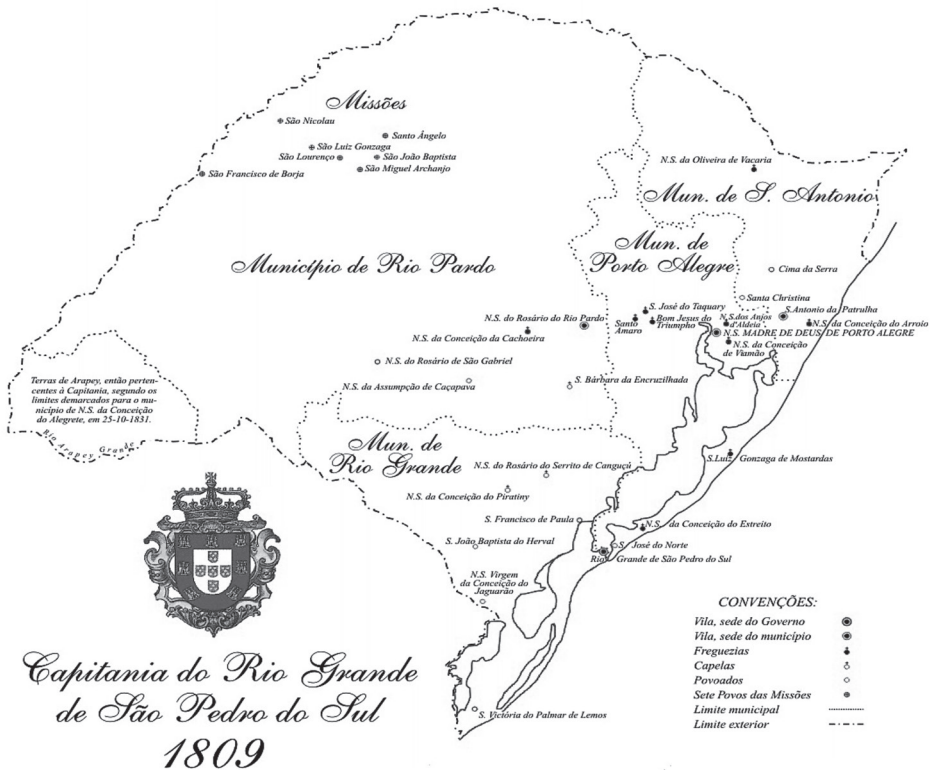 Missões
São Nicolau
Santo Ângelo
São Luiz Gonzaga
São Lourenço
São João Baptista
São Miguel Archanjo
São Francisco de Borja
N.S. da Oliveira de Vacaria
Mun. de S. Antonio
Mun. de
Porto Alegre
Município de Rio Pardo
Cima da Serra
Santa Christina
S. José do Taquary
S.Antonio da Patrulha
N.S. do Rosário do Rio Pardo
Santo
Amaro
Bom Jesus do
Triumpho
N.S.dos Anjos
d'Aldeia
N.S. da Conceição do Arroio
N.S. MADRE DE DEUS DE PORTO ALEGRE
N.S. da Conceição da Cachoeira
N.S. da Conceição
de Viamão
N.S. do Rosário de São Gabriel
N.S. da Assumpção de Caçapava
S. Bárbara da Encruzilhada
Terras de Arapey, então perten-
centes à Capitania, segundo os
limites demarcados para o mu-
nicípio de N.S. da Conceição
do Alegrete, em 25-10-1831.
Rio Arapey Grande
Mun. de
Rio Grande
N.S. do Rosário do Serrito de Canguçú
S.Luiz Gonzaga de Mostardas
N.S. da Conceição do Piratiny
S. Francisco de Paula
N.S. da Conceição do Estreito
S. João Baptista do Herval
S. José do Norte
Rio Grande de São Pedro do Sul
N.S. Virgem
da Conceição do
Jaguarão
S. Victória do Palmar de Lemos
CONVENÇÕES:
Vila, sede do Governo
Vila, sede do município
Freguezias
Capelas
Povoados
Sete Povos das Missões
Limite municipal
Limite exterior
Capitania do Rio Grande
de São Pedro do Sul
1809